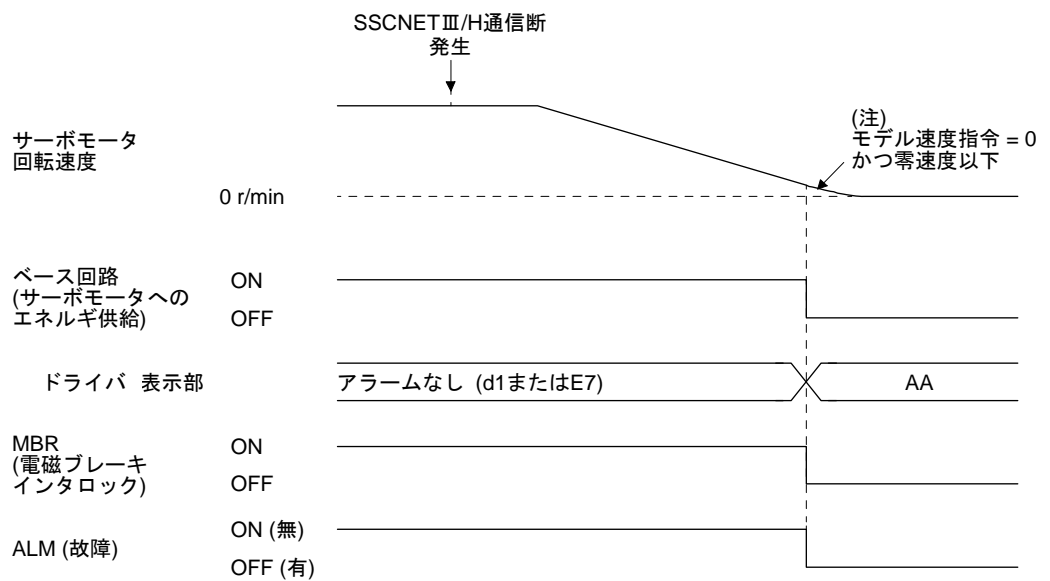 SSCNETⅢ/H通信断
発生
(注)
モデル速度指令 = 0
かつ零速度以下
サーボモータ
回転速度
0 r/min
ベース回路
(サーボモータへの
エネルギ供給)
ON
OFF
ドライバ 表示部
アラームなし (d1またはE7)
AA
MBR
(電磁ブレーキ
インタロック)
ON
OFF
ALM (故障)
ON (無)
OFF (有)